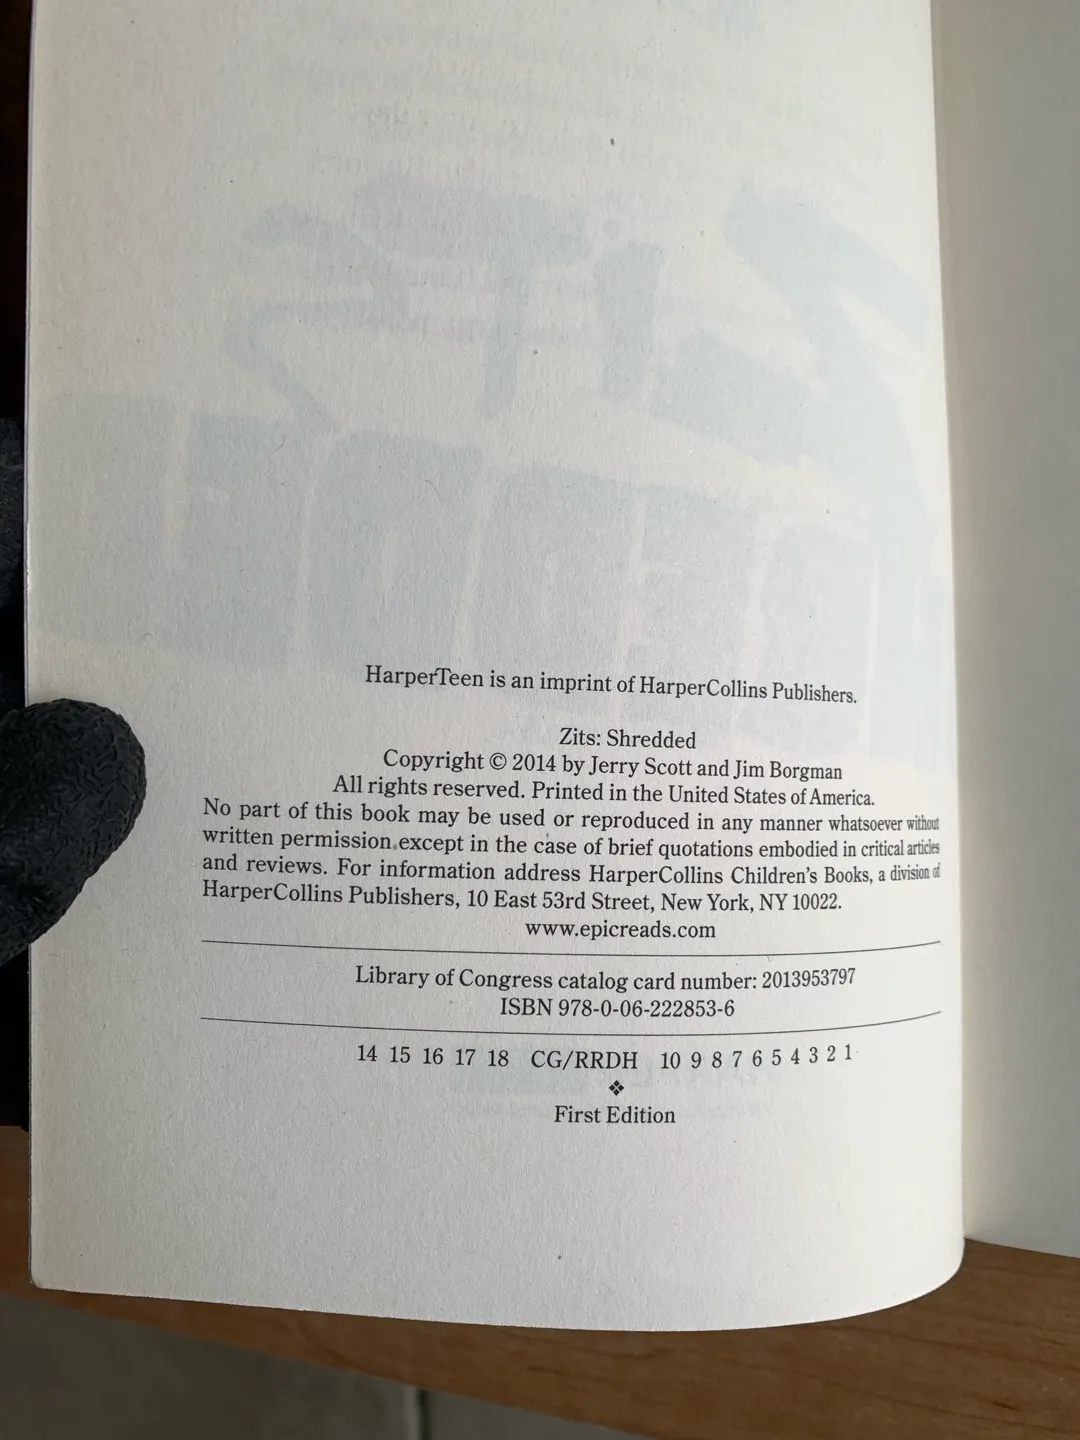 HarperTeen is an imprint of HarperCollins Publishers.
Zits: Shredded
Copyright © 2014 by Jerry Scott and Jim Borgman
All rights reserved. Printed in the United States of America.
No part of this book may be used or reproduced in any manner whatsoever without
written permission except in the case of brief quotations embodied in critical articles
and reviews. For information address HarperCollins Children's Books, a division of
HarperCollins Publishers, 10 East 53rd Street, New York, NY 10022.
www.epicreads.com
Library of Congress catalog card number: 2013953797
ISBN 978-0-06-222853-6
14 15 16 17 18 CG/RRDH 10 9 8 7 6 5 4 3 2 1
❖
First Edition